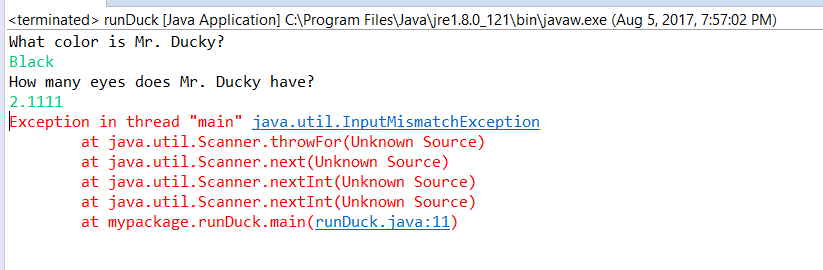 <terminated> runDuck [Java Application] C:\Program Files\Java\jre1.8.0_121\bin\javaw.exe (Aug 5, 2017, 7:57:02 PM)
What color is Mr. Ducky?
Black
How many eyes does Mr. Ducky have?
2.1111
Exception in thread "main" java.util.InputMismatchException
at java.util.Scanner.throwFor(Unknown Source)
at java.util.Scanner.next(Unknown Source)
at java.util.Scanner.nextInt(Unknown Source)
at java.util.Scanner.nextInt(Unknown Source)
at mypackage.runDuck.main(runDuck.java:11)